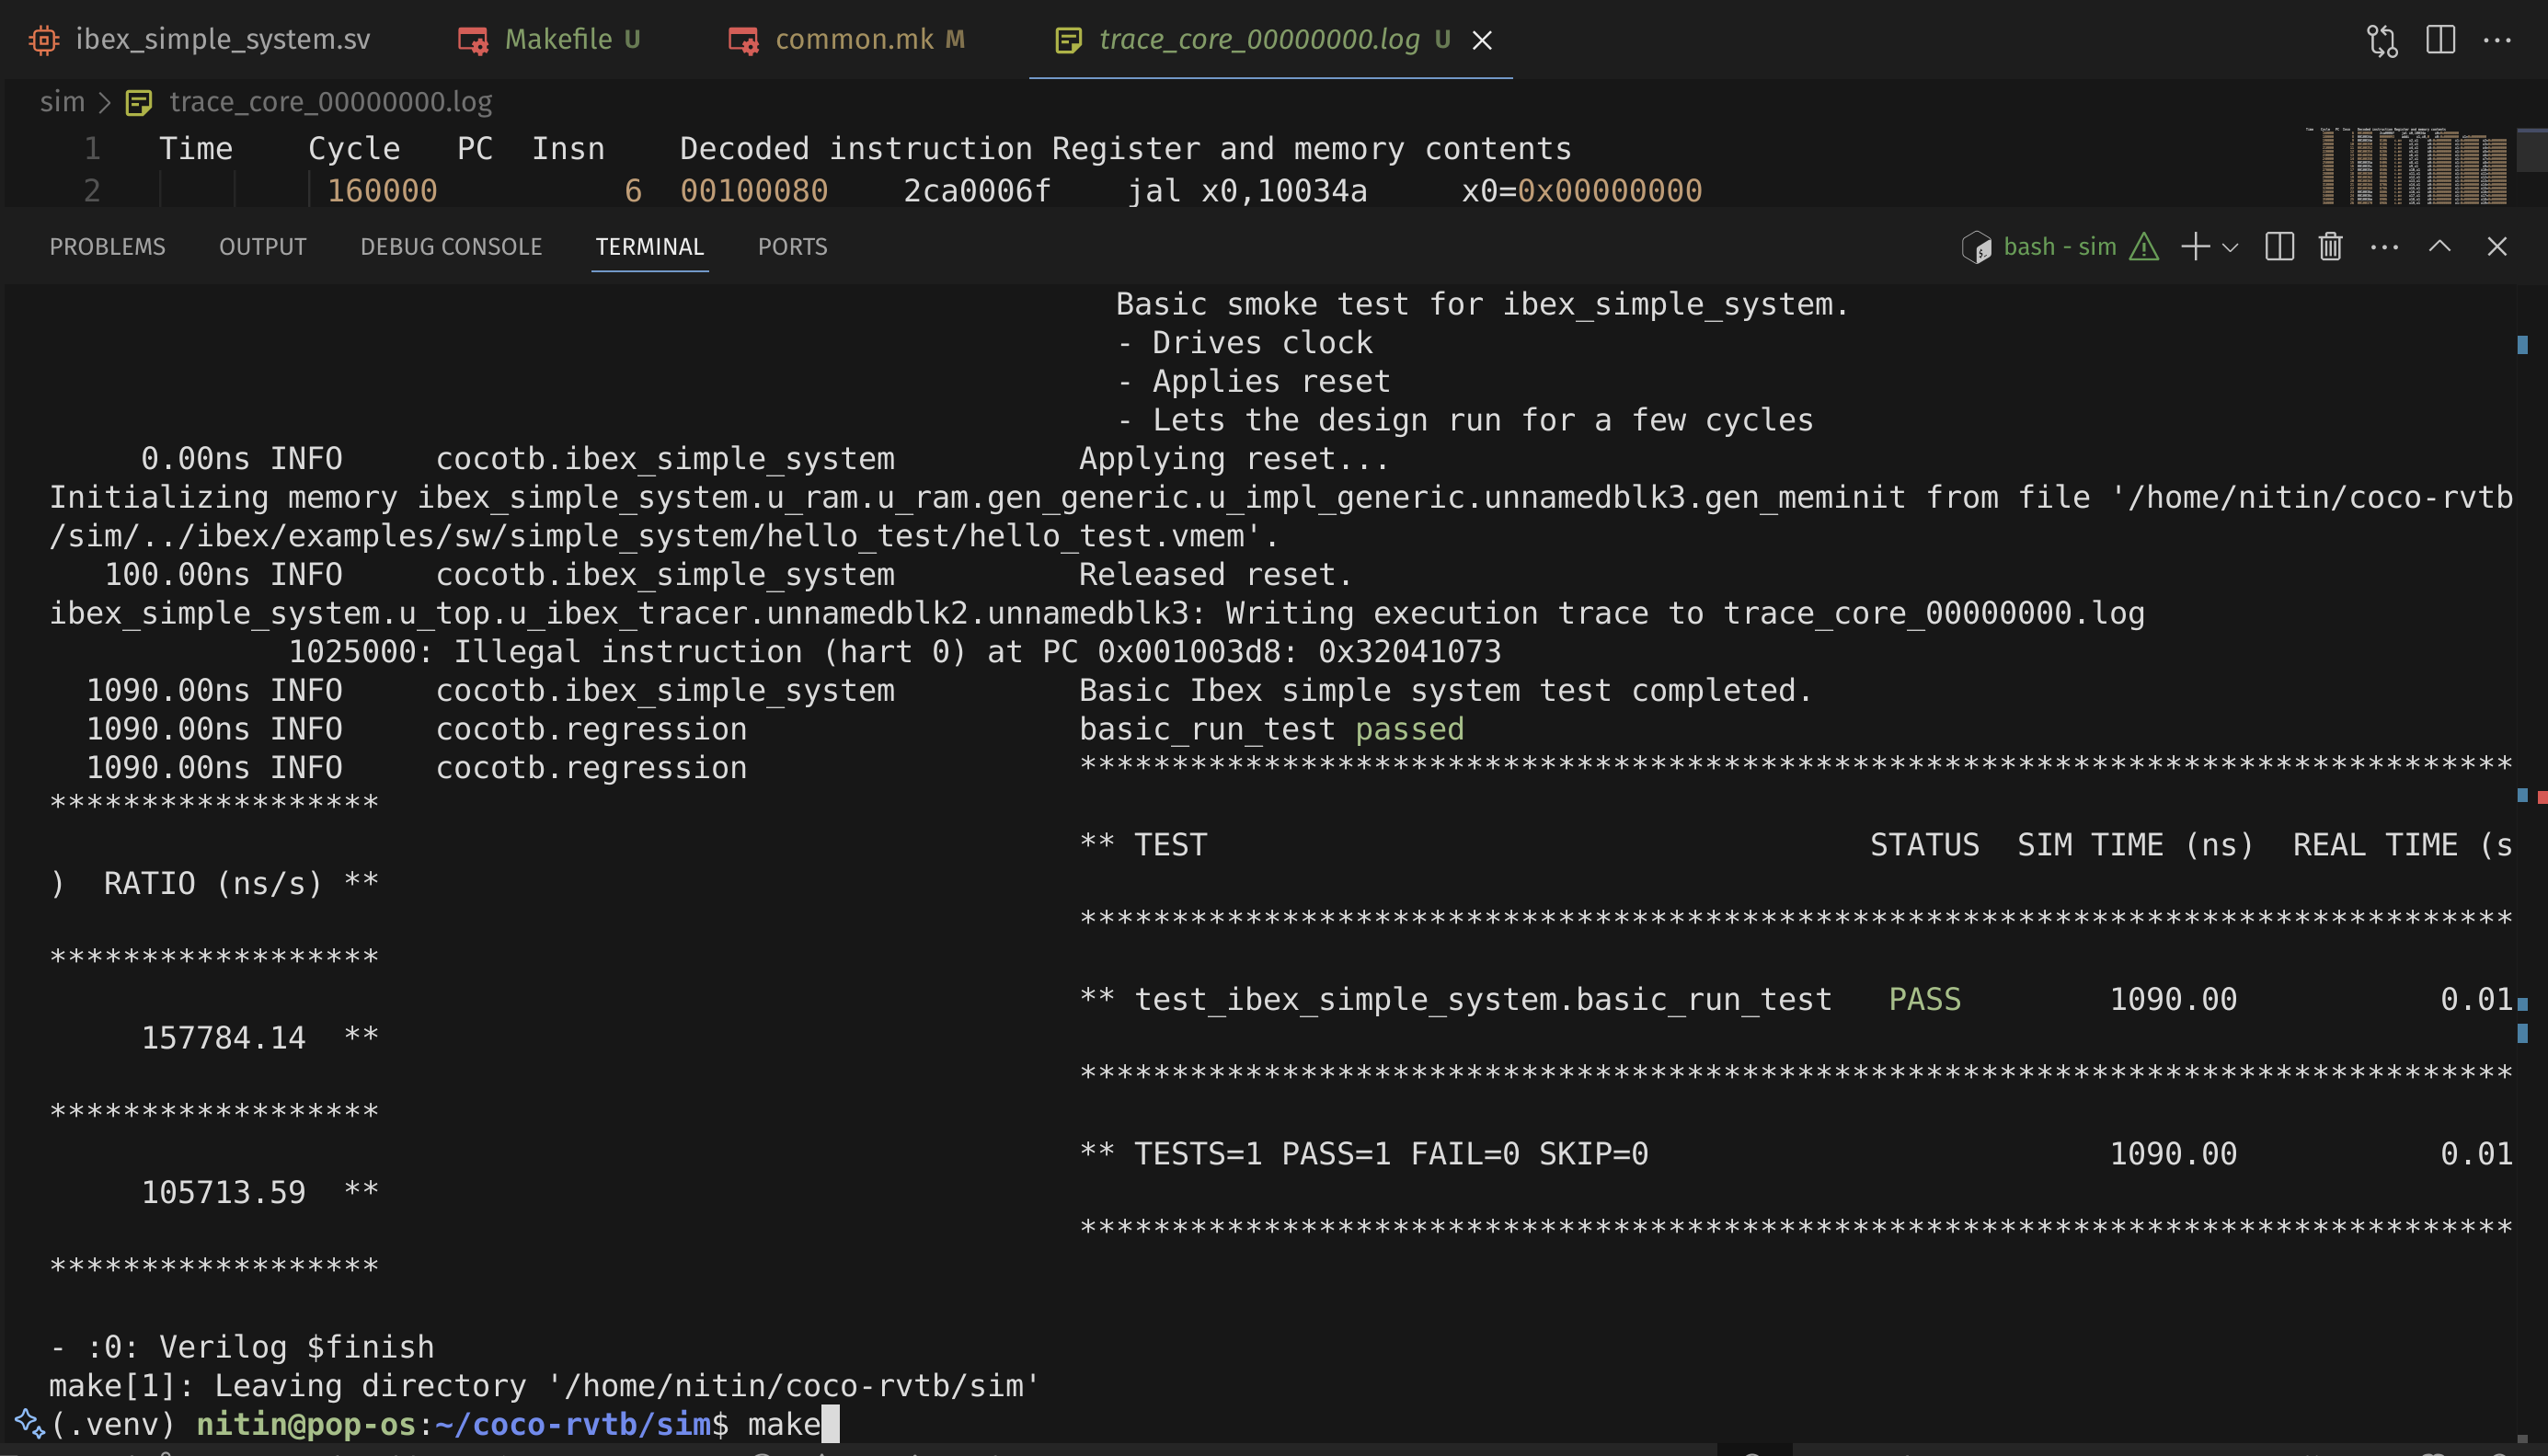 ibex_simple_system.sv Makefile U common.mk M trace_core_00000000.log U
sim > trace_core_00000000.log
1 Time Cycle PC Insn Decoded instruction Register and memory contents
2 160000 6 00100080 2ca0006f jal x0,10034a x0=0x00000000
PROBLEMS OUTPUT DEBUG CONSOLE TERMINAL PORTS bash - sim
Basic smoke test for ibex_simple_system.
- Drives clock
- Applies reset
- Lets the design run for a few cycles
0.00ns INFO cocotb.ibex_simple_system Applying reset...
Initializing memory ibex_simple_system.u_ram.u_ram.gen_generic.u_impl_generic.unnamedblk3.gen_meminit from file '/home/nitin/coco-rvtb
/sim/../ibex/examples/sw/simple_system/hello_test/hello_test.vmem'.
100.00ns INFO cocotb.ibex_simple_system Released reset.
ibex_simple_system.u_top.u_ibex_tracer.unnamedblk2.unnamedblk3: Writing execution trace to trace_core_00000000.log
1025000: Illegal instruction (hart 0) at PC 0x001003d8: 0x32041073
1090.00ns INFO cocotb.ibex_simple_system Basic Ibex simple system test completed.
1090.00ns INFO cocotb.regression basic_run_test passed
1090.00ns INFO cocotb.regression ******************************************************************************
******************
** TEST STATUS SIM TIME (ns) REAL TIME (s
) RATIO (ns/s) **
******************************************************************************
******************
** test_ibex_simple_system.basic_run_test PASS 1090.00 0.01
157784.14 **
******************************************************************************
******************
** TESTS=1 PASS=1 FAIL=0 SKIP=0 1090.00 0.01
105713.59 **
******************************************************************************
******************
- :0: Verilog $finish
make[1]: Leaving directory '/home/nitin/coco-rvtb/sim'
(.venv) nitin@pop-os:~/coco-rvtb/sim$ make